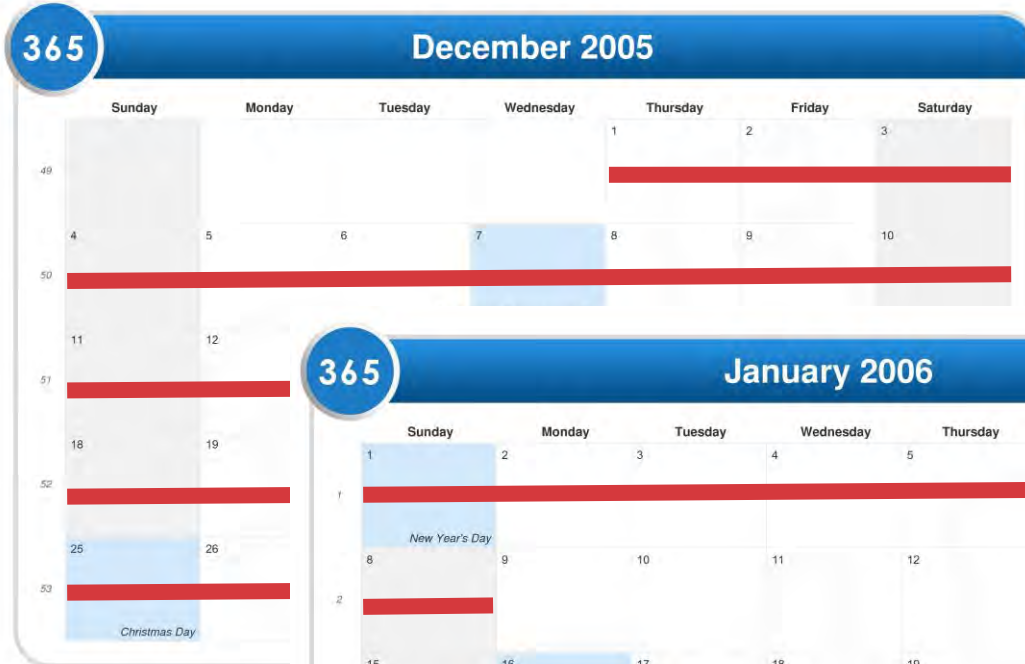 365
December 2005
Sunday Monday Tuesday Wednesday Thursday Friday Saturday
1 2 3
49
4 5 6 7 8 9 10
50
11 12
51
18 19
52
25 26
53
Christmas Day
365
January 2006
Sunday Monday Tuesday Wednesday Thursday
1 2 3 4 5
1
New Year's Day
8 9 10 11 12
2
15 16 17 18 19